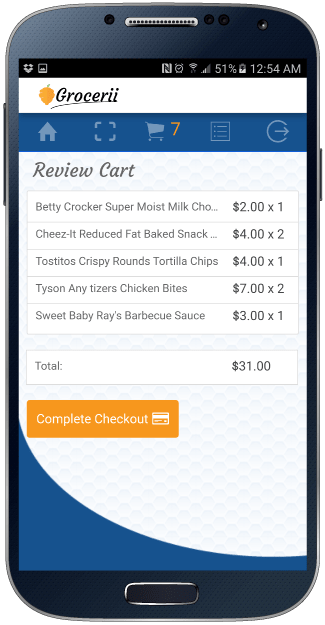 51% 12:54 AM
Grocerii
7
Review Cart
Betty Crocker Super Moist Milk Cho... $2.00 x 1
Cheez-It Reduced Fat Baked Snack ... $4.00 x 2
Tostitos Crispy Rounds Tortilla Chips $4.00 x 1
Tyson Any tizers Chicken Bites $7.00 x 2
Sweet Baby Ray's Barbecue Sauce $3.00 x 1
Total: $31.00
Complete Checkout